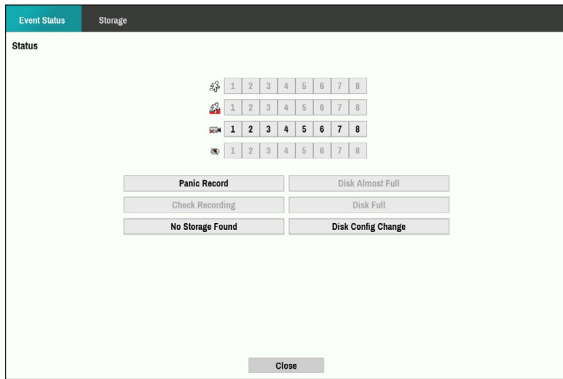 Event Status Storage
Status
1 2 3 4 5 6 7 8
1 2 3 4 5 6 7 8
1 2 3 4 5 6 7 8
1 2 3 4 5 6 7 8
Panic Record Disk Almost Full
Check Recording Disk Full
No Storage Found Disk Config Change
Close